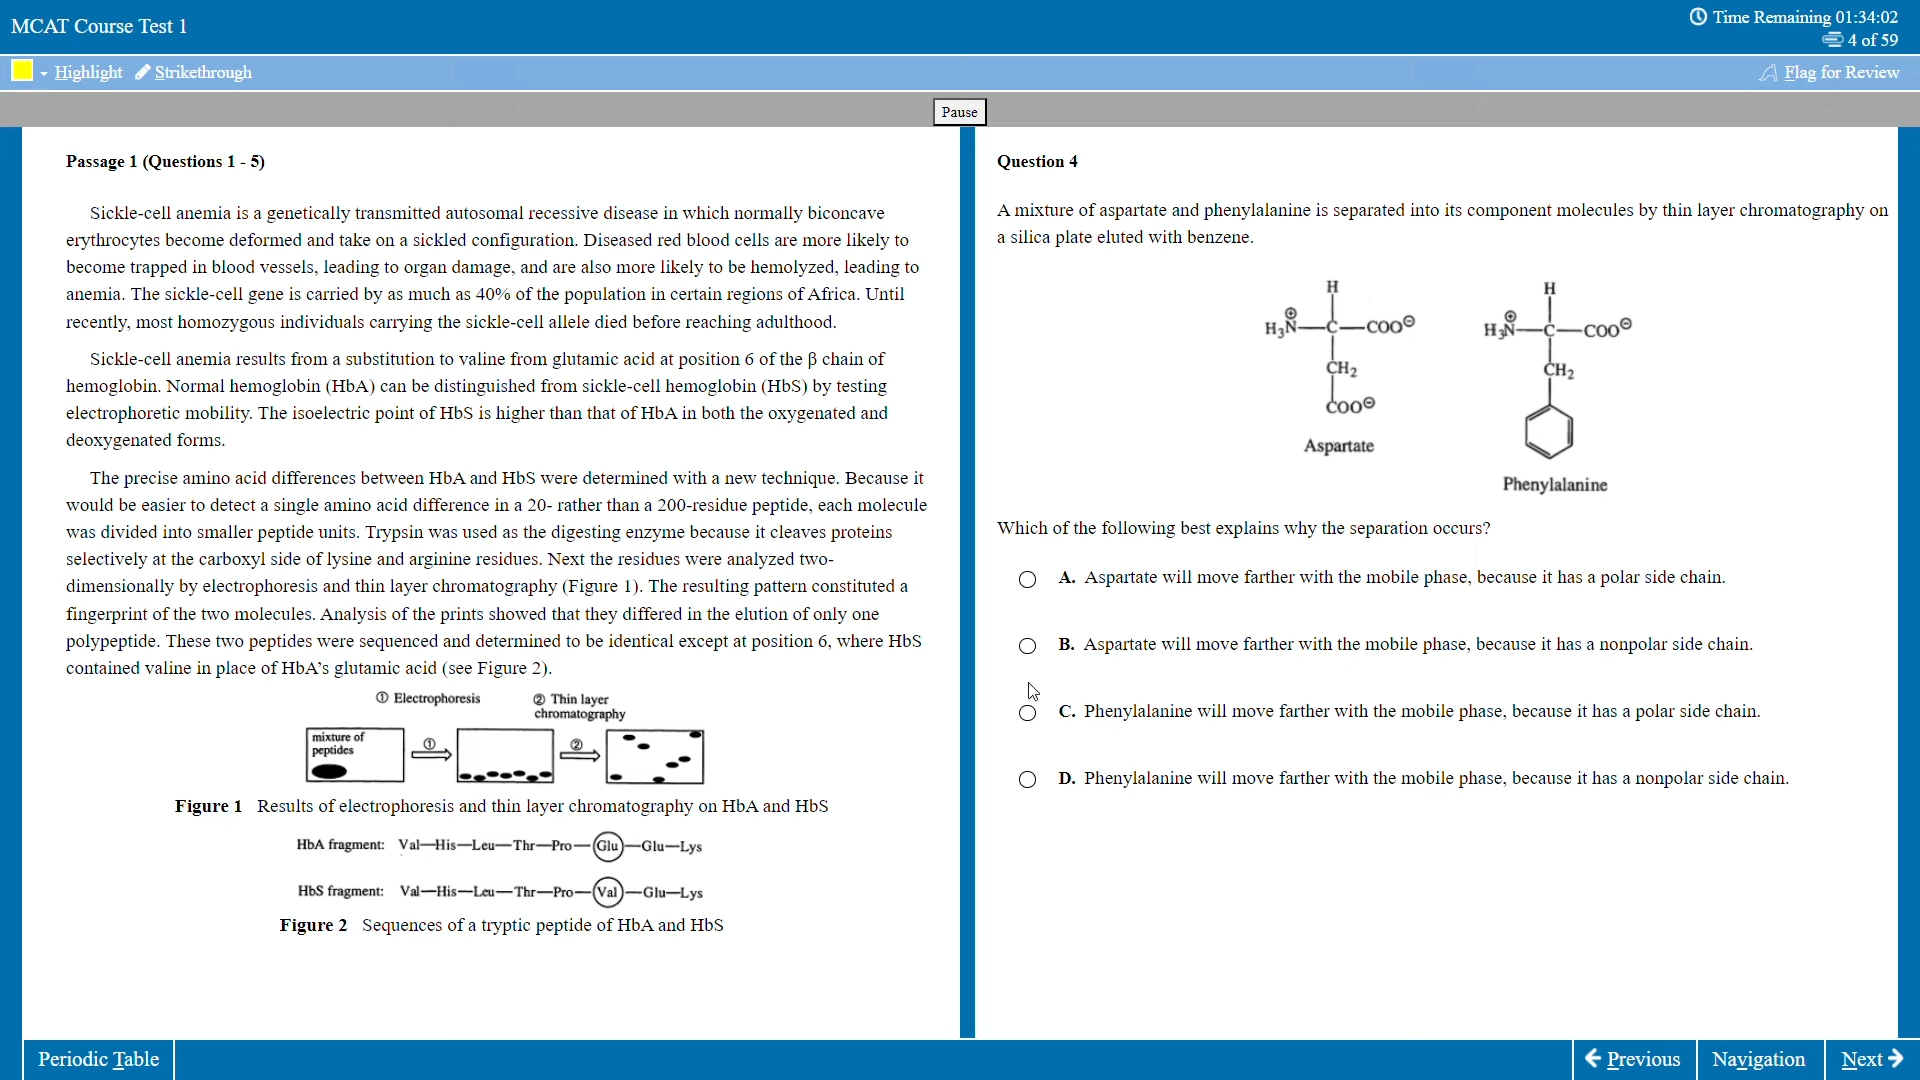 MCAT Course Test 1
Time Remaining 01:34:02
4 of 59
Highlight
Strikethrough
Flag for Review
Pause
Passage 1 (Questions 1 - 5)
Sickle-cell anemia is a genetically transmitted autosomal recessive disease in which normally biconcave
erythrocytes become deformed and take on a sickled configuration. Diseased red blood cells are more likely to
become trapped in blood vessels, leading to organ damage, and are also more likely to be hemolyzed, leading to
anemia. The sickle-cell gene is carried by as much as 40% of the population in certain regions of Africa. Until
recently, most homozygous individuals carrying the sickle-cell allele died before reaching adulthood.
Sickle-cell anemia results from a substitution to valine from glutamic acid at position 6 of the β chain of
hemoglobin. Normal hemoglobin (HbA) can be distinguished from sickle-cell hemoglobin (HbS) by testing
electrophoretic mobility. The isoelectric point of HbS is higher than that of HbA in both the oxygenated and
deoxygenated forms.
The precise amino acid differences between HbA and HbS were determined with a new technique. Because it
would be easier to detect a single amino acid difference in a 20- rather than a 200-residue peptide, each molecule
was divided into smaller peptide units. Trypsin was used as the digesting enzyme because it cleaves proteins
selectively at the carboxyl side of lysine and arginine residues. Next the residues were analyzed two-
dimensionally by electrophoresis and thin layer chromatography (Figure 1). The resulting pattern constituted a
fingerprint of the two molecules. Analysis of the prints showed that they differed in the elution of only one
polypeptide. These two peptides were sequenced and determined to be identical except at position 6, where HbS
contained valine in place of HbA's glutamic acid (see Figure 2).
① Electrophoresis
② Thin layer
chromatography
mixture of
peptides
①
②
Figure 1 Results of electrophoresis and thin layer chromatography on HbA and HbS
HbA fragment: Val—His—Leu—Thr—Pro—Glu—Glu—Lys
HbS fragment: Val—His—Leu—Thr—Pro—Val—Glu—Lys
Figure 2 Sequences of a tryptic peptide of HbA and HbS
Question 4
A mixture of aspartate and phenylalanine is separated into its component molecules by thin layer chromatography on
a silica plate eluted with benzene.
H
H₃N⊕—C—COO⊖
CH₂
COO⊖
Aspartate
H
H₃N⊕—C—COO⊖
CH₂
Phenylalanine
Which of the following best explains why the separation occurs?
A. Aspartate will move farther with the mobile phase, because it has a polar side chain.
B. Aspartate will move farther with the mobile phase, because it has a nonpolar side chain.
C. Phenylalanine will move farther with the mobile phase, because it has a polar side chain.
D. Phenylalanine will move farther with the mobile phase, because it has a nonpolar side chain.
Periodic Table
Previous
Navigation
Next